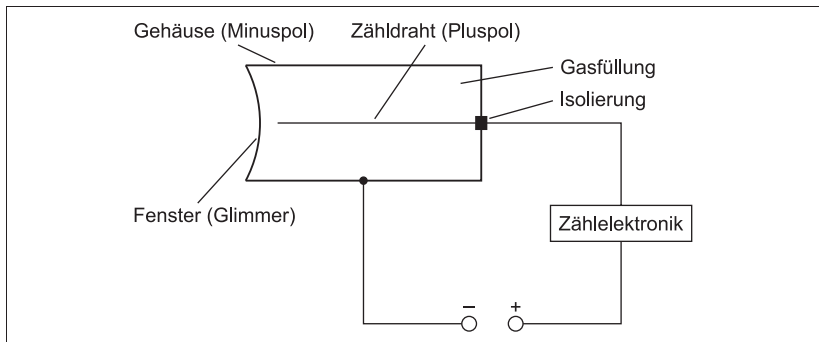 Gehäuse (Minuspol)
Zähldraht (Pluspol)
Gasfüllung
Isolierung
Fenster (Glimmer)
Zählelektronik
– +